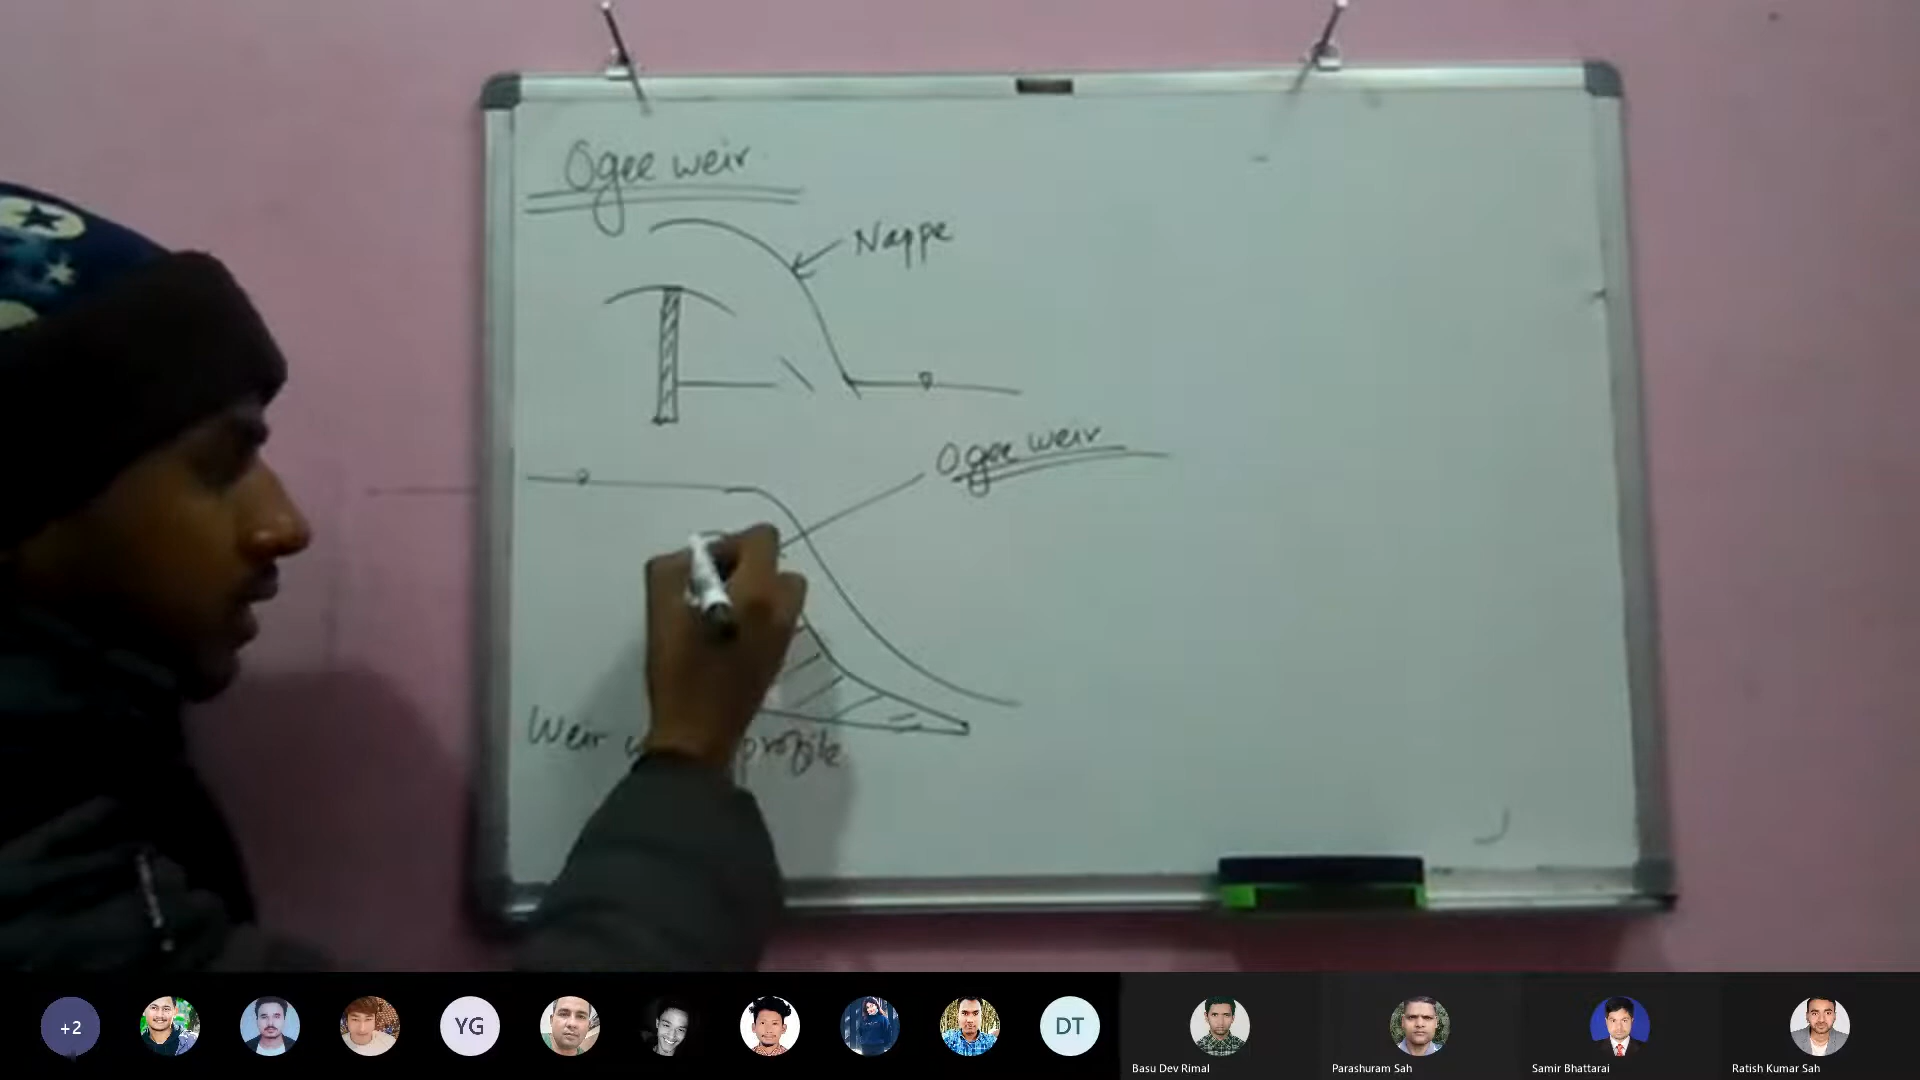 Ogee weir
Nappe
Ogee weir
Weir
profile
+2
YG
DT
Basu Dev Rimal
Parashuram Sah
Samir Bhattarai
Ratish Kumar Sah